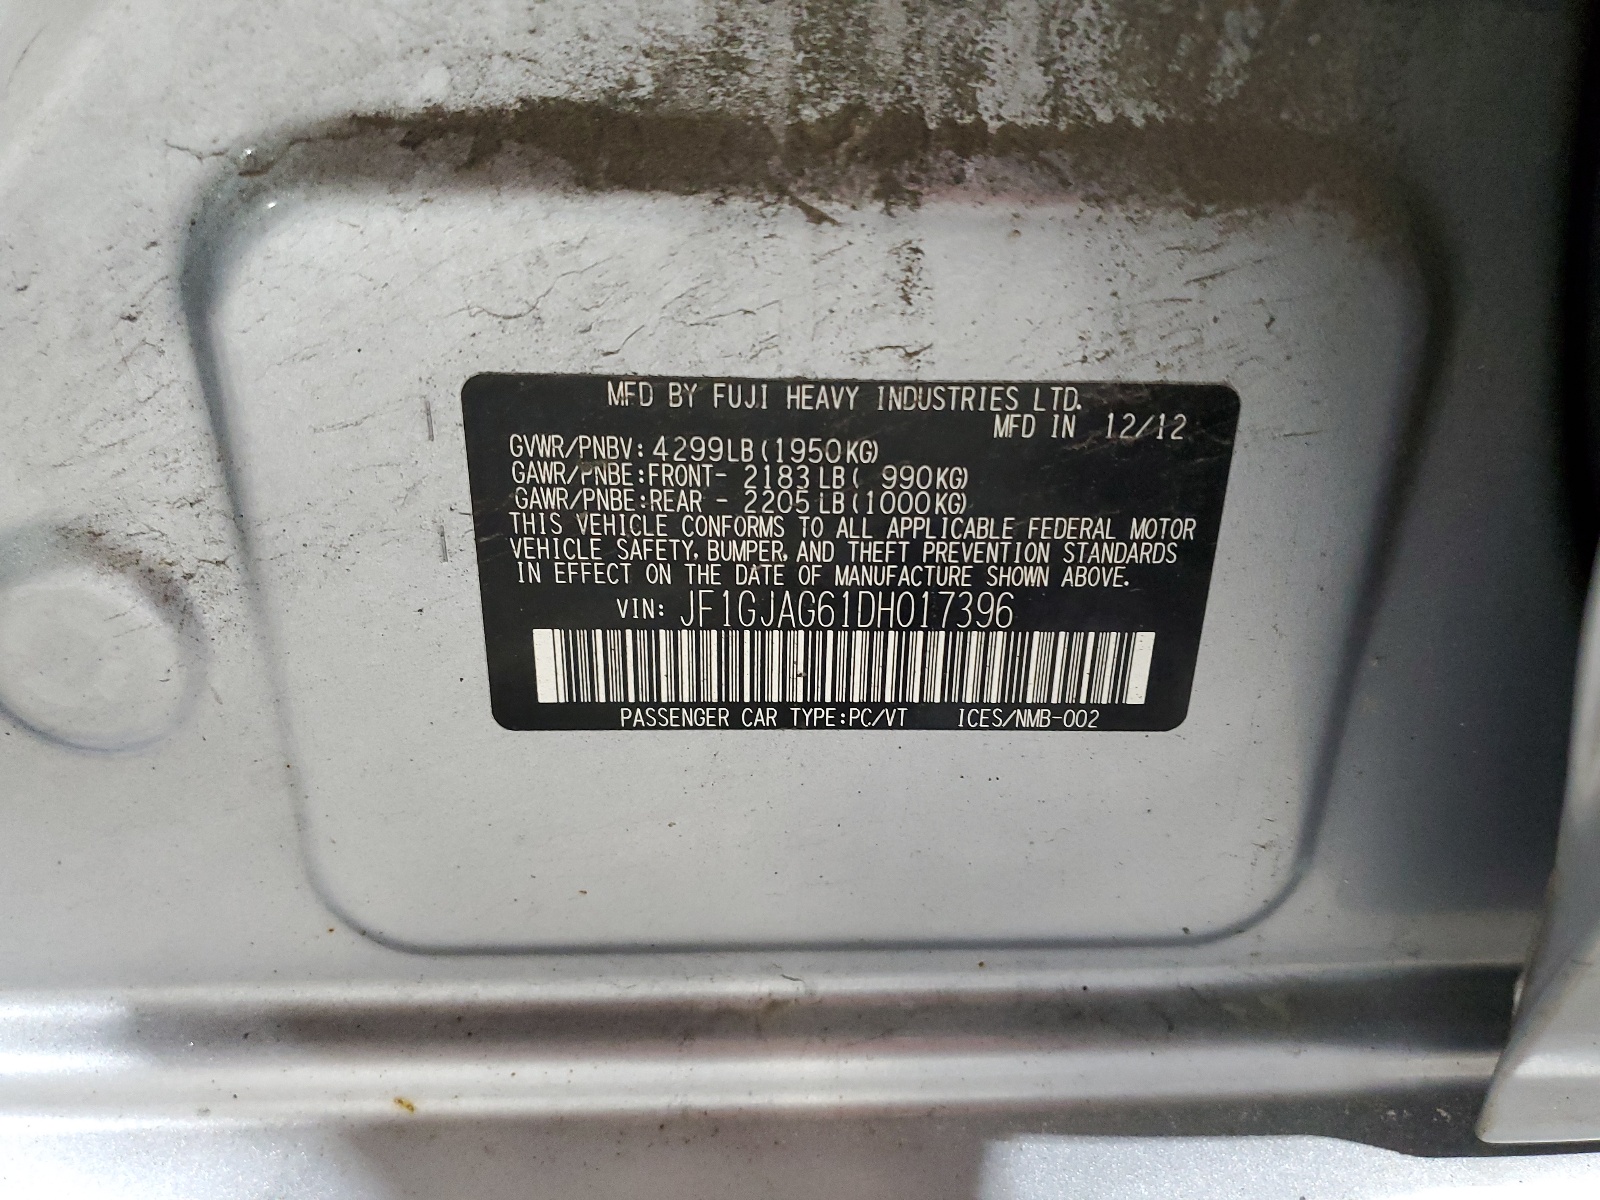 MFD BY FUJI HEAVY INDUSTRIES LTD.
MFD IN 12/12
GVWR/PNBV: 4299LB(1950KG)
GAWR/PNBE:FRONT- 2183LB( 990KG)
GAWR/PNBE:REAR - 2205LB(1000KG)
THIS VEHICLE CONFORMS TO ALL APPLICABLE FEDERAL MOTOR
VEHICLE SAFETY, BUMPER, AND THEFT PREVENTION STANDARDS
IN EFFECT ON THE DATE OF MANUFACTURE SHOWN ABOVE.
VIN: JF1GJAG61DH017396
PASSENGER CAR TYPE:PC/VT ICES/NMB-002